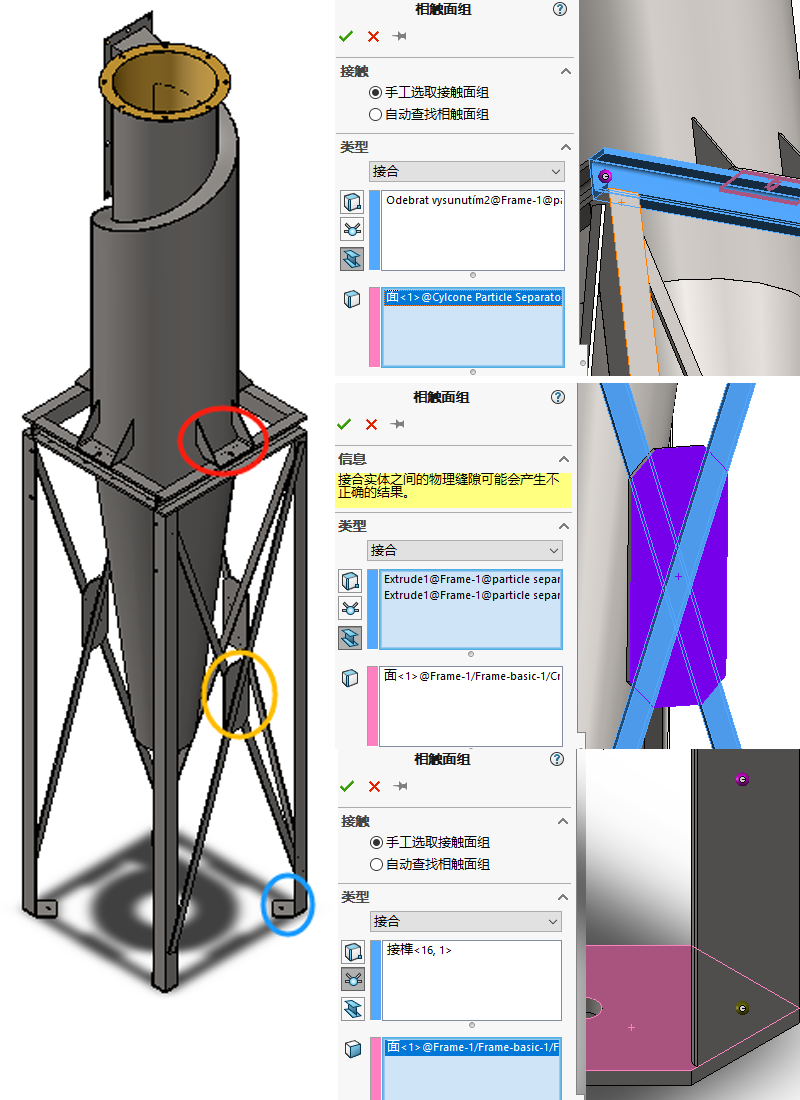 相触面组
接触
手工选取接触面组
自动查找相触面组
类型
接合
Odebrat vysunutím2@Frame-1@pa
面<1>@Cylcone Particle Separato
相触面组
信息
接合实体之间的物理缝隙可能会产生不
正确的结果。
类型
接合
Extrude1@Frame-1@particle separ
Extrude1@Frame-1@particle separ
面<1>@Frame-1/Frame-basic-1/Cr
相触面组
接触
手工选取接触面组
自动查找相触面组
类型
接合
接榫<16, 1>
面<1>@Frame-1/Frame-basic-1/F